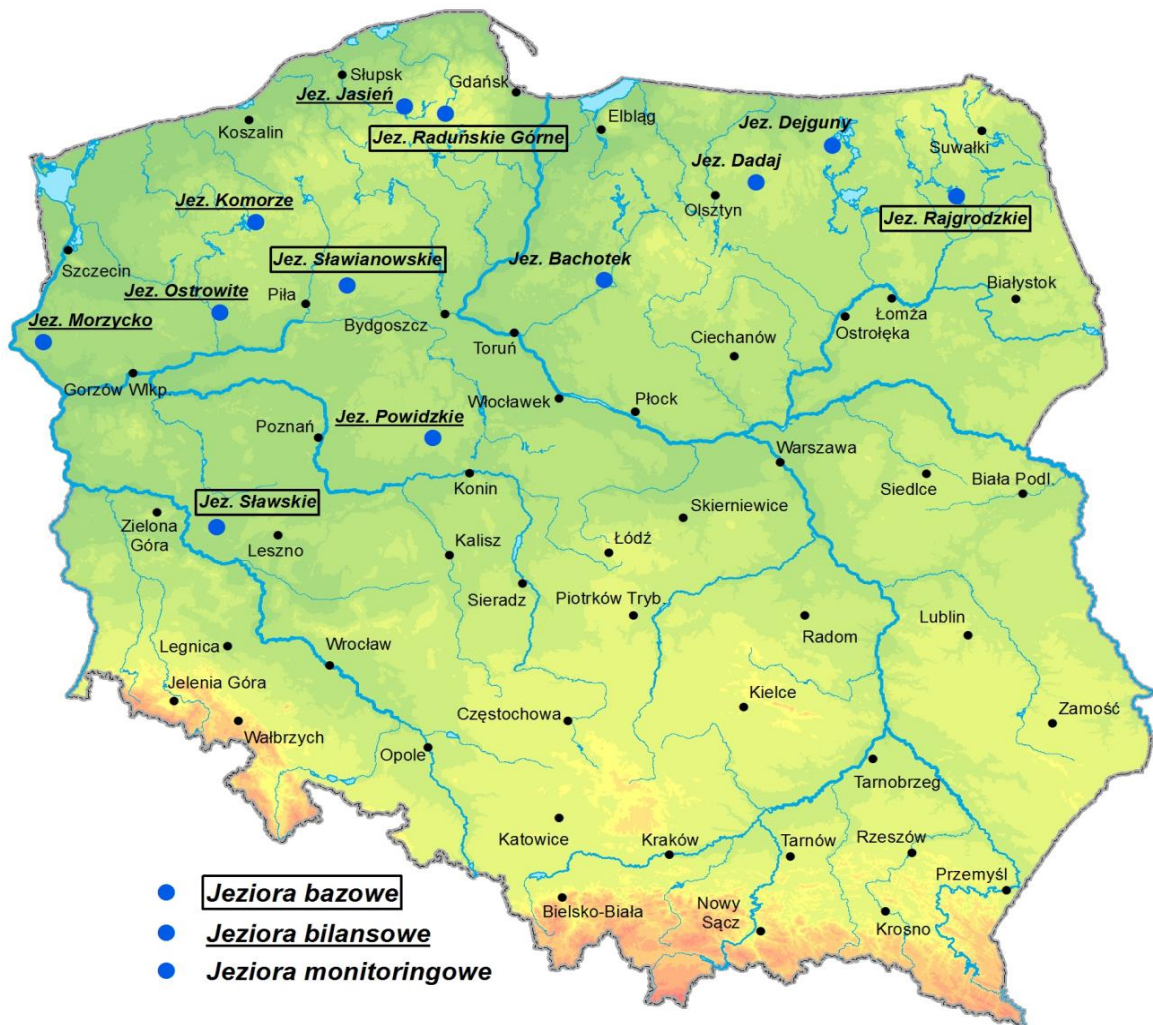 Słupsk
Gdańsk
Jez. Jasień
Koszalin
Jez. Raduńskie Górne
Elbląg
Jez. Dejguny
Suwałki
Jez. Dadaj
Olsztyn
Jez. Komorze
Jez. Rajgrodzkie
Szczecin
Jez. Sławianowskie
Jez. Bachotek
Jez. Ostrowite
Piła
Białystok
Jez. Morzycko
Bydgoszcz
Toruń
Łomża
Ostrołęka
Ciechanów
Gorzów Wlkp.
Włocławek
Płock
Poznań
Jez. Powidzkie
Warszawa
Konin
Siedlce
Biała Podl.
Jez. Sławskie
Skierniewice
Zielona
Góra
Leszno
Kalisz
Łódź
Sieradz
Piotrków Tryb.
Radom
Lublin
Legnica
Wrocław
Jelenia Góra
Kielce
Częstochowa
Zamość
Wałbrzych
Opole
Tarnobrzeg
Katowice
Kraków
Tarnów
Rzeszów
Przemyśl
Bielsko-Biała
Nowy
Sącz
Krosno
Jeziora bazowe
Jeziora bilansowe
Jeziora monitoringowe